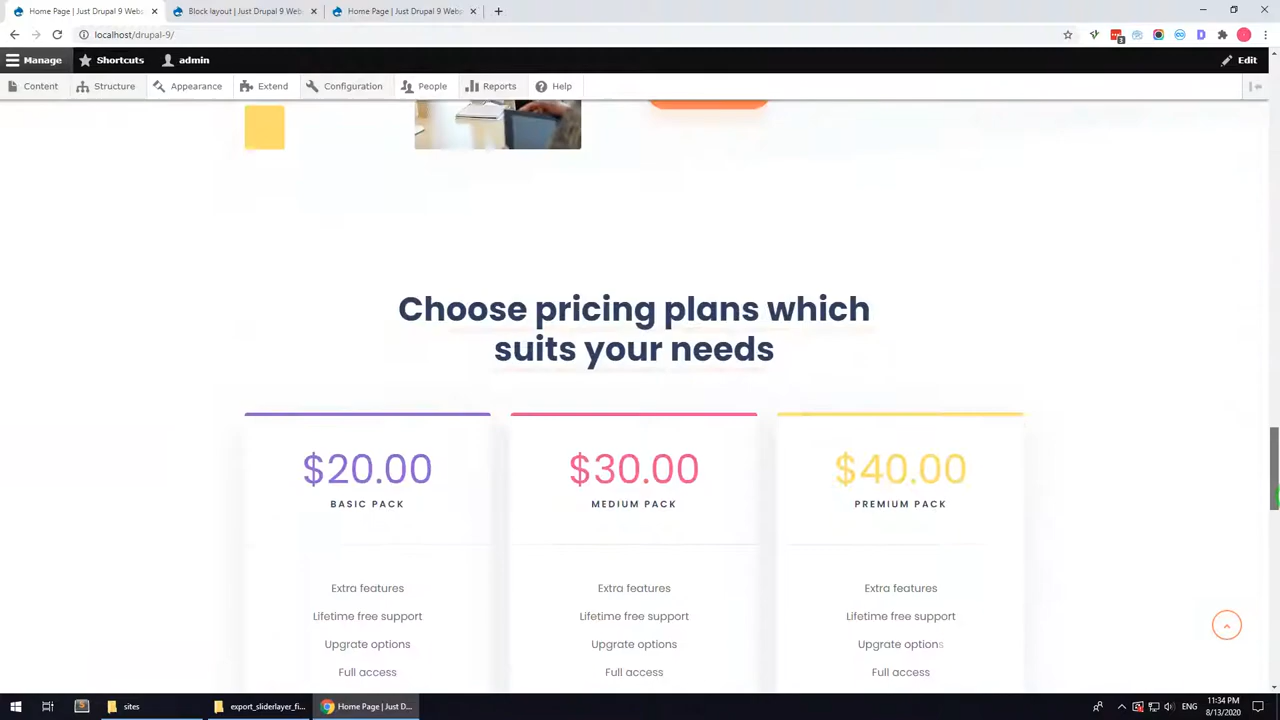 Home Page | Just Drupal 9 Webs
Block layout | Just Drupal 9 Web
Home Page | Just Drupal 9 Webs
localhost/drupal-9/
3
Manage
Shortcuts
admin
Edit
Content
Structure
Appearance
Extend
Configuration
People
Reports
Help
Choose pricing plans which
suits your needs
$20.00
BASIC PACK
Extra features
Lifetime free support
Upgrate options
Full access
$30.00
MEDIUM PACK
Extra features
Lifetime free support
Upgrate options
Full access
$40.00
PREMIUM PACK
Extra features
Lifetime free support
Upgrate options
Full access
sites
export_sliderlayer_fi...
Home Page | Just D...
ENG
11:34 PM
8/13/2020